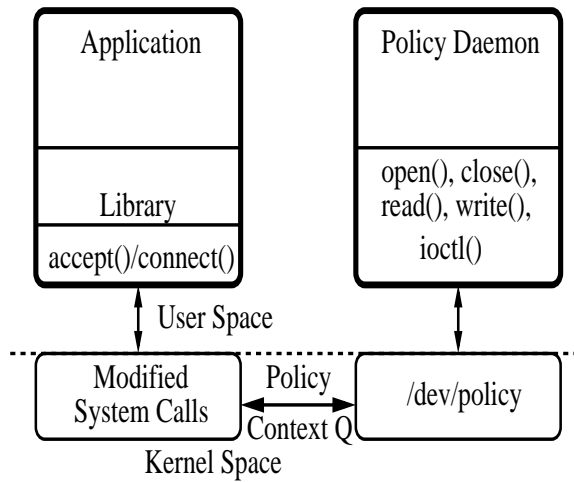 Application
Library
accept()/connect()
Policy Daemon
open(), close(),
read(), write(),
ioctl()
User Space
Modified
System Calls
Policy
Context Q
/dev/policy
Kernel Space